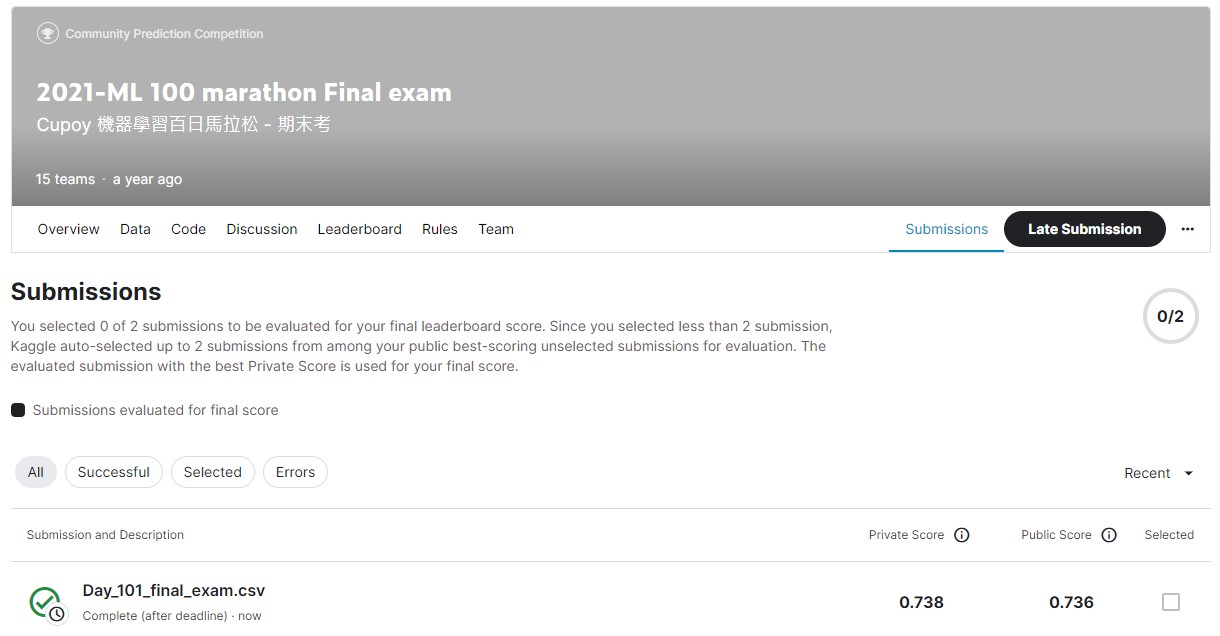 Community Prediction Competition
2021-ML 100 marathon Final exam
Cupoy 機器學習百日馬拉松 - 期末考
15 teams · a year ago
Overview Data Code Discussion Leaderboard Rules Team Submissions Late Submission ...
Submissions
You selected 0 of 2 submissions to be evaluated for your final leaderboard score. Since you selected less than 2 submission,
Kaggle auto-selected up to 2 submissions from among your public best-scoring unselected submissions for evaluation. The
evaluated submission with the best Private Score is used for your final score.
0/2
Submissions evaluated for final score
All Successful Selected Errors Recent
Submission and Description Private Score Public Score Selected
Day_101_final_exam.csv
Complete (after deadline) · now
0.738 0.736